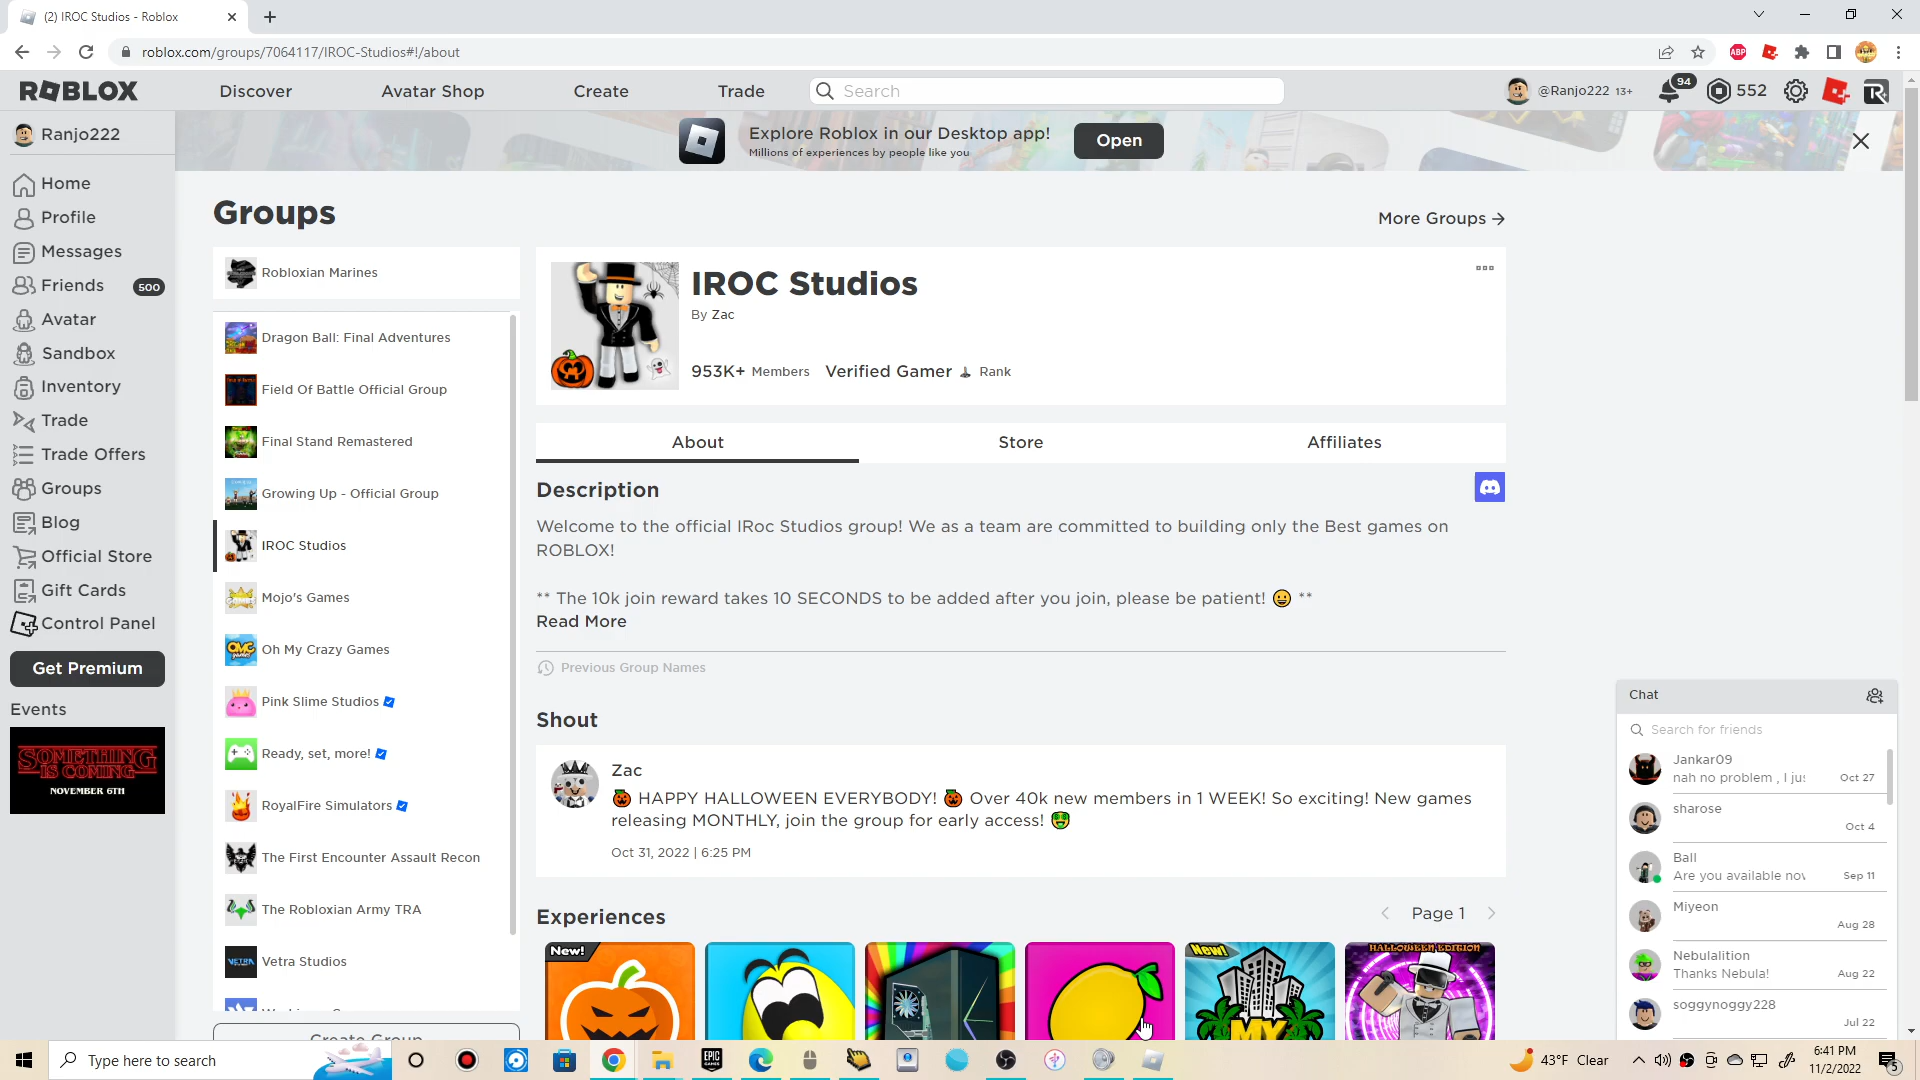 (2) IROC Studios - Roblox
roblox.com/groups/7064117/IROC-Studios#!/about
ABP
ROBLOX
Discover
Avatar Shop
Create
Trade
Search
@Ranjo222 13+
94
552
Ranjo222
Explore Roblox in our Desktop app!
Millions of experiences by people like you
Open
Home
Profile
Messages
Friends
500
Avatar
Sandbox
Inventory
Trade
Trade Offers
Groups
Blog
Official Store
Gift Cards
Control Panel
Get Premium
Events
SOMETHING
IS COMING
NOVEMBER 6TH
Groups
More Groups →
Robloxian Marines
Dragon Ball: Final Adventures
Field Of Battle Official Group
Final Stand Remastered
Growing Up - Official Group
IROC Studios
Mojo's Games
Oh My Crazy Games
Pink Slime Studios
Ready, set, more!
RoyalFire Simulators
The First Encounter Assault Recon
The Robloxian Army TRA
VETRA
Vetra Studios
IROC Studios
By Zac
953K+ Members
Verified Gamer
Rank
About
Store
Affiliates
Description
Welcome to the official IRoc Studios group! We as a team are committed to building only the Best games on
ROBLOX!
** The 10k join reward takes 10 SECONDS to be added after you join, please be patient! 😀 **
Read More
Previous Group Names
Shout
Zac
🎃 HAPPY HALLOWEEN EVERYBODY! 🎃 Over 40k new members in 1 WEEK! So exciting! New games
releasing MONTHLY, join the group for early access! 🤑
Oct 31, 2022 | 6:25 PM
Experiences
Page 1
New!
New!
MY
HALLOWEEN EDITION
Chat
Search for friends
Jankar09
nah no problem , I jus
Oct 27
sharose
Oct 4
Ball
Are you available nov
Sep 11
Miyeon
Aug 28
Nebulalition
Thanks Nebula!
Aug 22
soggynoggy228
Jul 22
Type here to search
EPIC
GAMES
43°F Clear
6:41 PM
11/2/2022
5